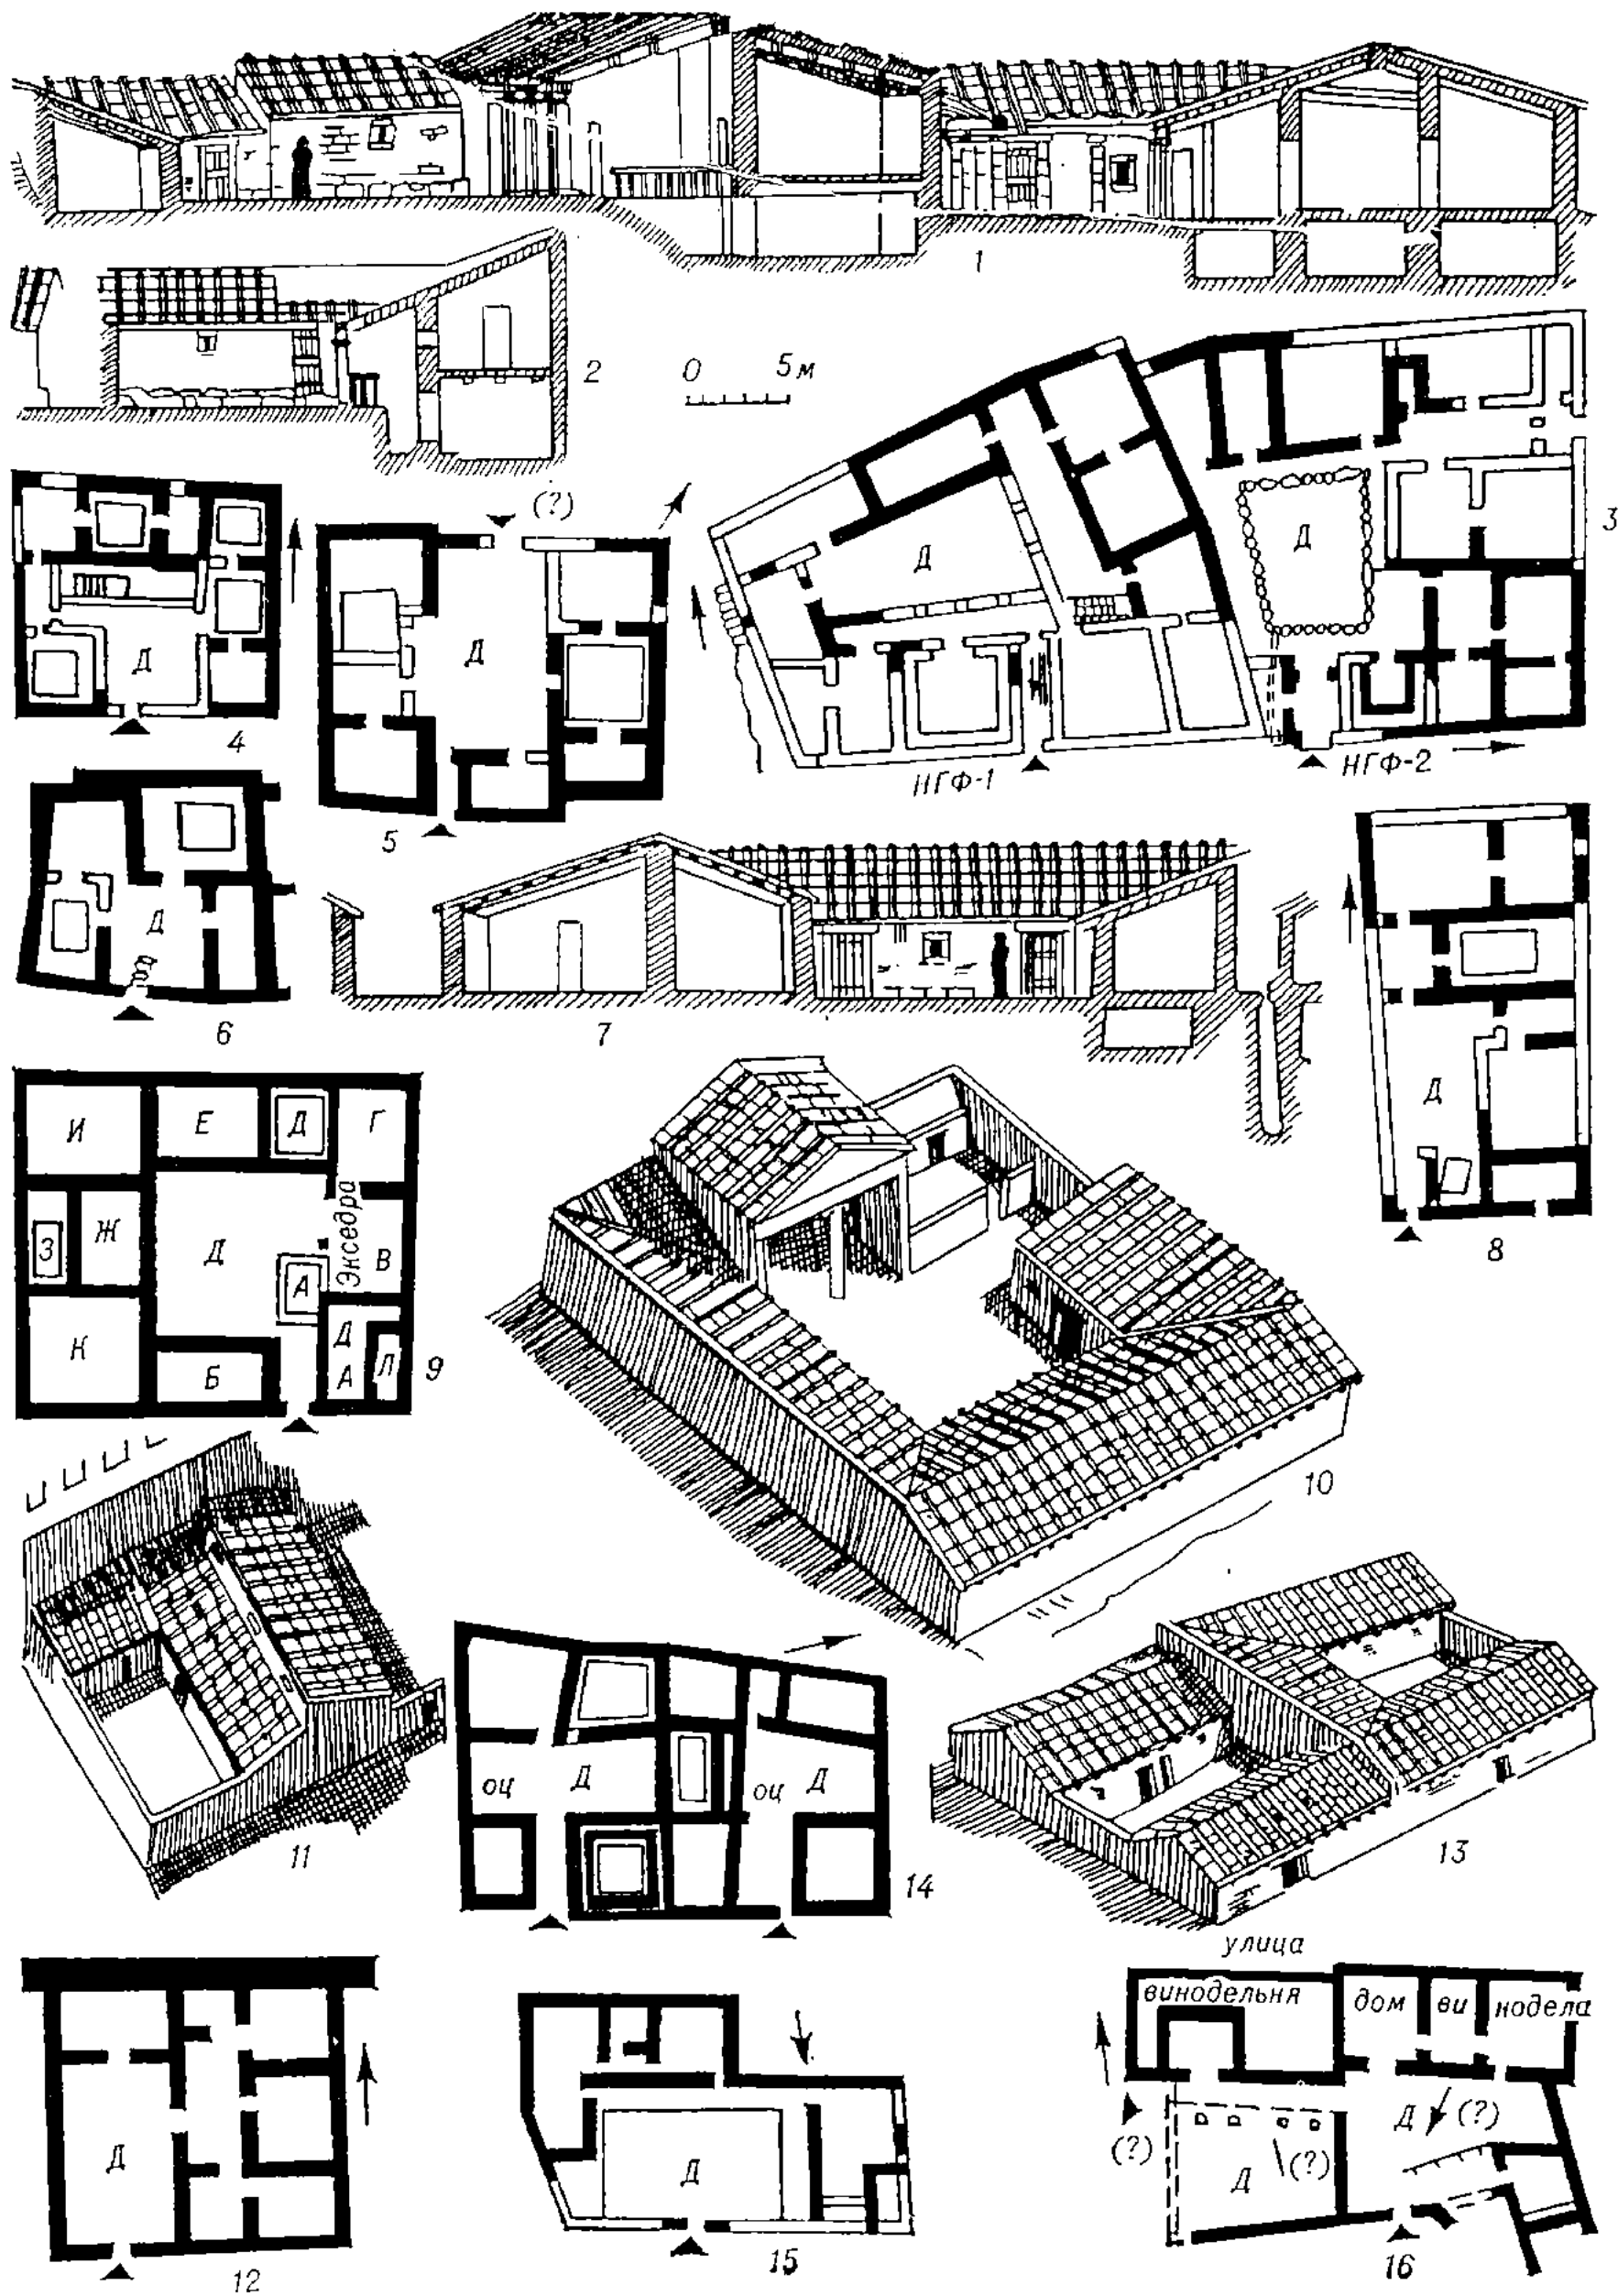 1
2
0 5 м
3
Д
Д
НГФ-1
НГФ-2
4
Д
(?)
Д
5
Д
6
7
Д
8
И
Е
Д
Г
З
Ж
Д
А
Экседра
В
К
Б
Д
А
Л
9
10
11
оц Д
оц Д
14
13
Д
12
Д
15
улица
винодельня
дом ви нодела
(?)
Д (?)
(?)
Д
16